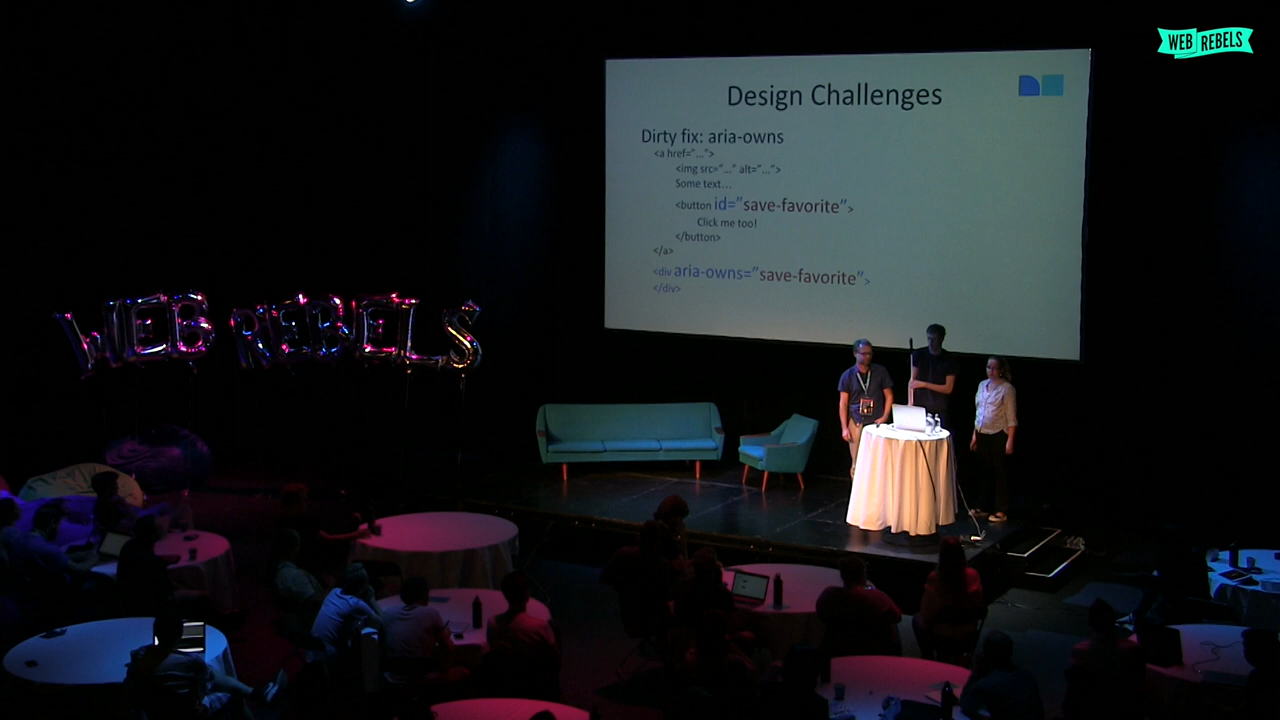 WEB REBELS
Design Challenges
Dirty fix: aria-owns
<a href="...">
<img src="..." alt="...">
Some text...
<button id="save-favorite">
Click me too!
</button>
</a>
<div aria-owns="save-favorite">
</div>
WEB REBELS